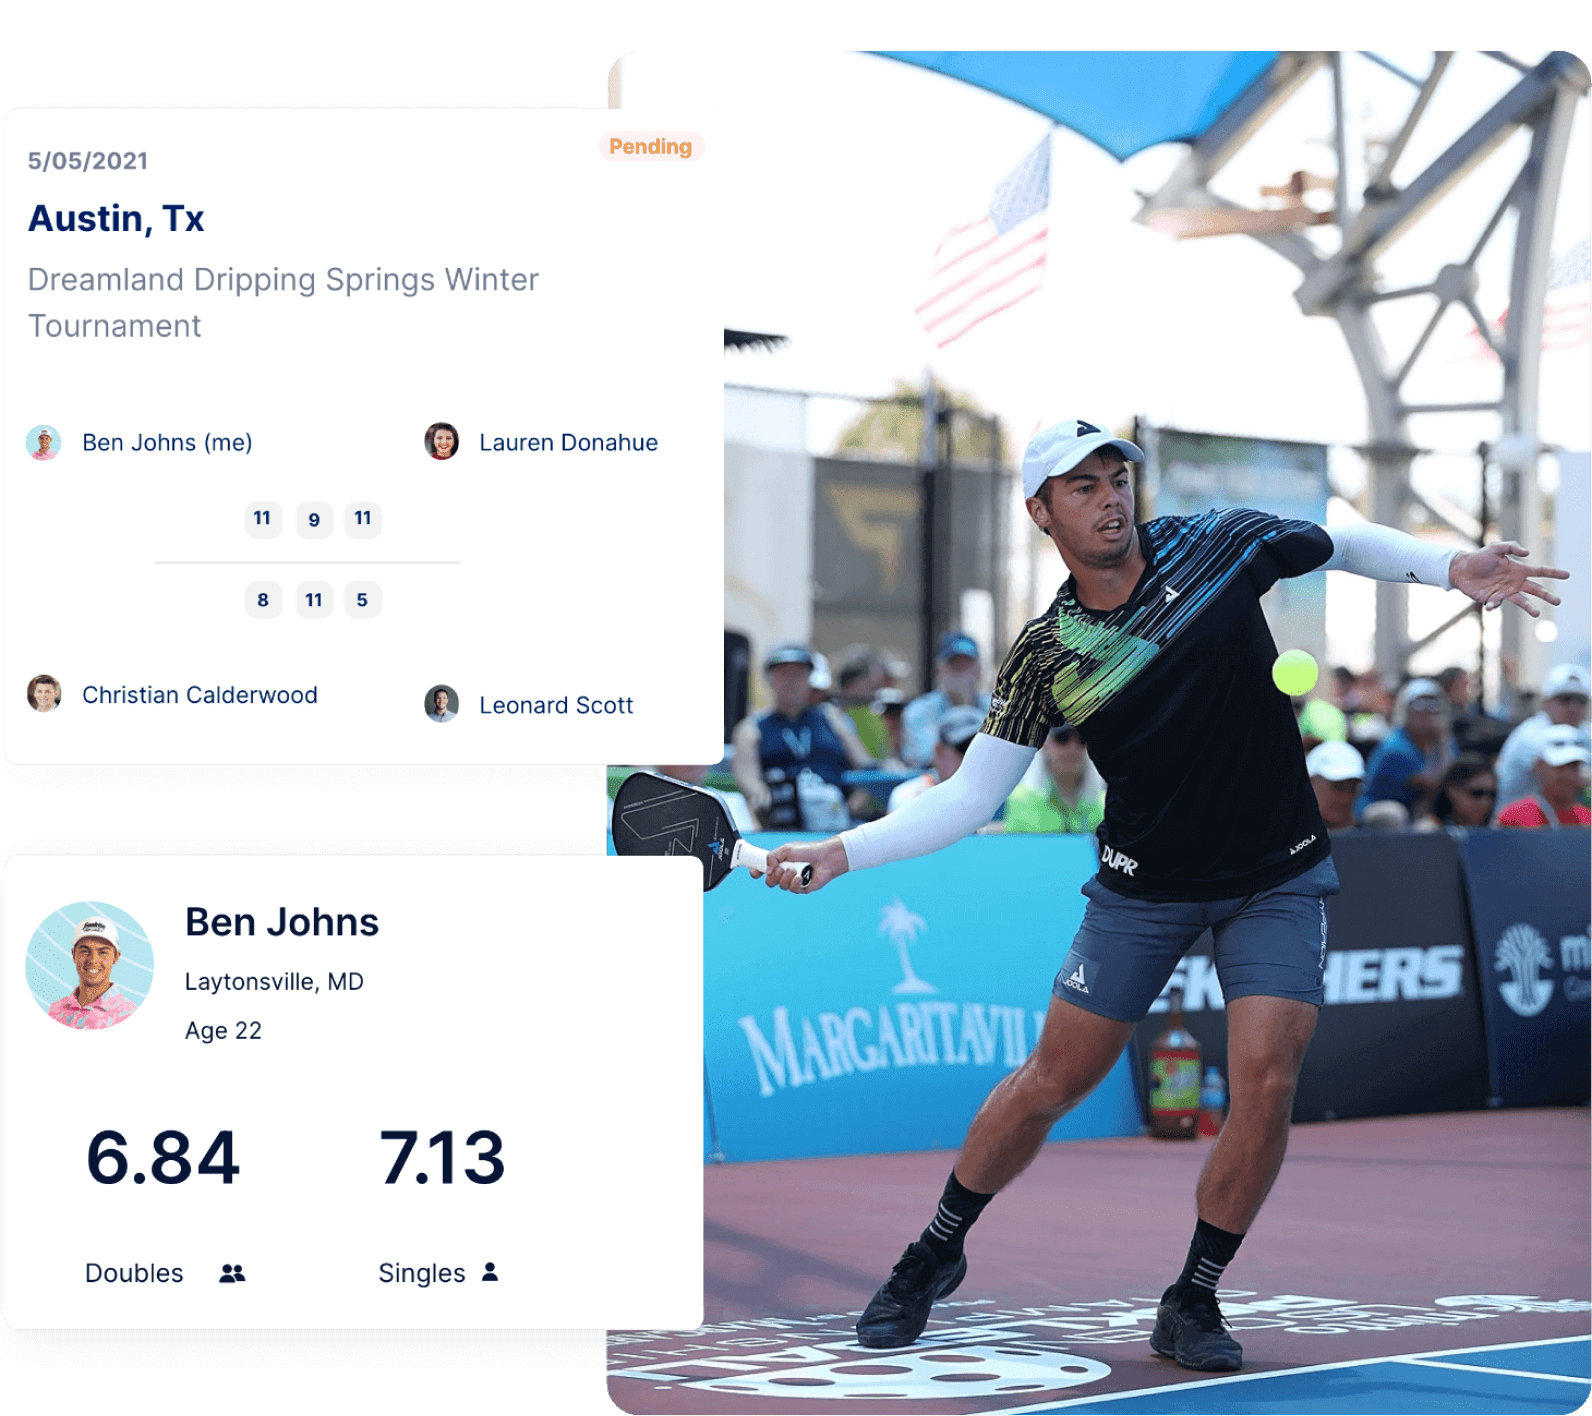 Pending
5/05/2021
Austin, Tx
Dreamland Dripping Springs Winter
Tournament
Ben Johns (me)
Lauren Donahue
11 9 11
8 11 5
Christian Calderwood
Leonard Scott
Ben Johns
Laytonsville, MD
Age 22
6.84
7.13
Doubles
Singles
DUPR
JOOLA
JOOLA
MARGARITAVIL
HERS